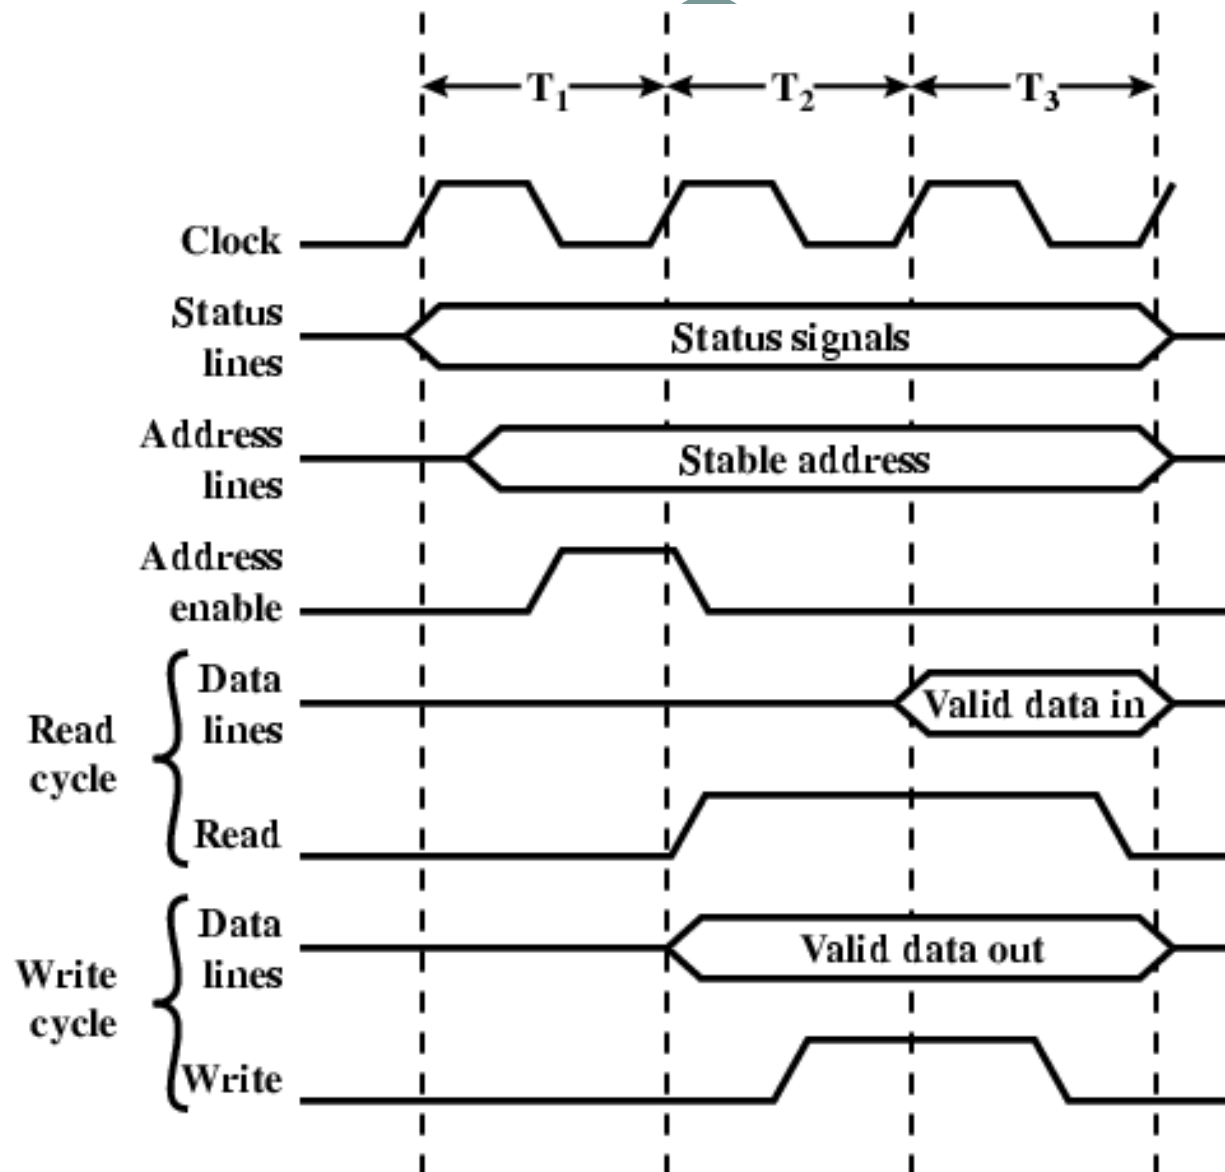 T1 T2 T3
Clock
Status
lines
Status signals
Address
lines
Stable address
Address
enable
Read
cycle
Data
lines
Valid data in
Read
Write
cycle
Data
lines
Valid data out
Write